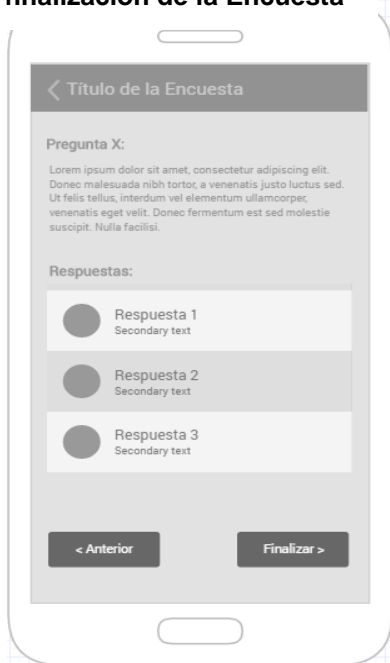 finalización de la Encuesta
Título de la Encuesta
Pregunta X:
Lorem ipsum dolor sit amet, consectetur adipiscing elit.
Donec malesuada nibh tortor, a venenatis justo luctus sed.
Ut felis tellus, interdum vel elementum ullamcorper,
venenatis eget velit. Donec fermentum est sed molestie
suscipit. Nulla facilisi.
Respuestas:
Respuesta 1
Secondary text
Respuesta 2
Secondary text
Respuesta 3
Secondary text
< Anterior
Finalizar >